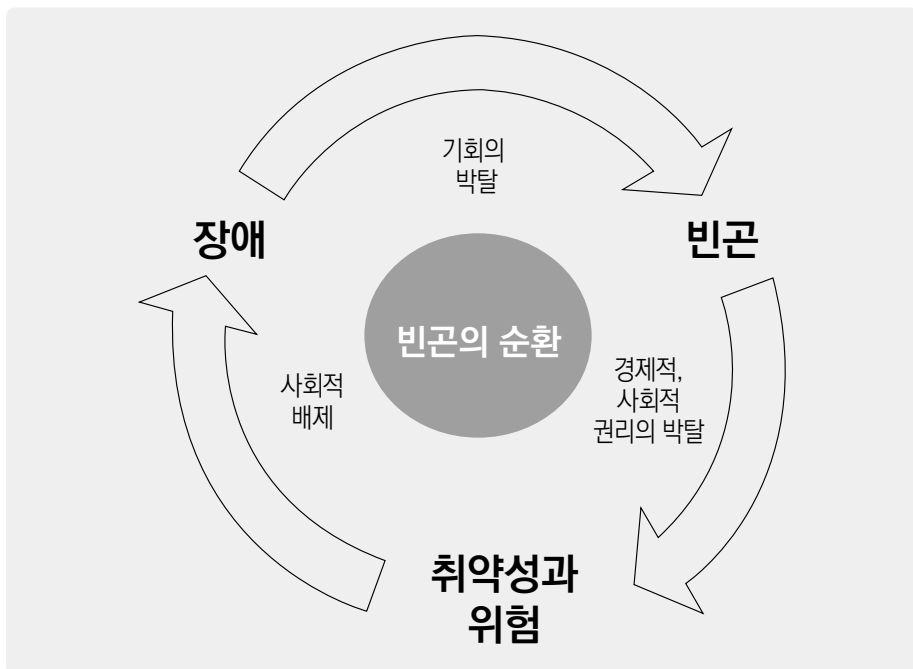 기회의
박탈
장애
빈곤
빈곤의 순환
사회적
배제
경제적,
사회적
권리의 박탈
취약성과
위험